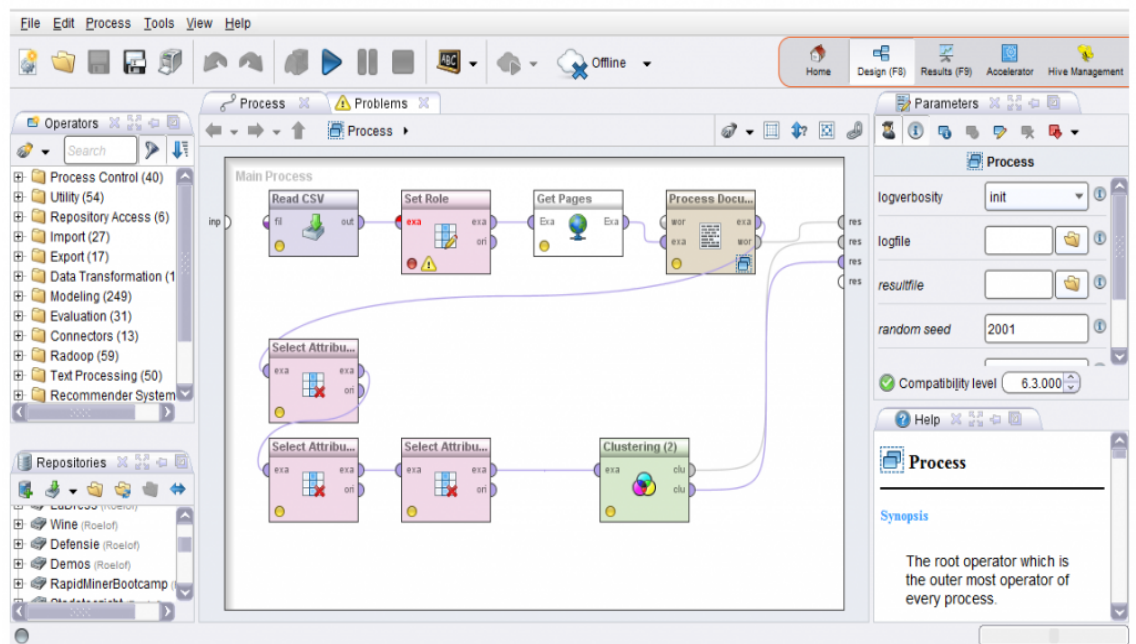 File Edit Process Tools View Help
ABC Offline
Home Design (F8) Results (F9) Accelerator Hive Management
Operators
Search
Process Control (40)
Utility (54)
Repository Access (6)
Import (27)
Export (17)
Data Transformation (1
Modeling (249)
Evaluation (31)
Connectors (13)
Radoop (59)
Text Processing (50)
Recommender System
Repositories
Wine (Roelof)
Defensie (Roelof)
Demos (Roelof)
RapidMinerBootcamp
Process Problems
Process
Main Process
inp
Read CSV
fil out
Set Role
exa exa
ori
Get Pages
Exa Exa
Process Docu...
wor exa
exa wor
res
res
res
res
Select Attribu...
exa exa
ori
Select Attribu...
exa exa
ori
Select Attribu...
exa exa
ori
Clustering (2)
exa clu
clu
Parameters
Process
logverbosity init
logfile
resultfile
random seed 2001
Compatibility level 6.3.000
Help
Process
Synopsis
The root operator which is
the outer most operator of
every process.